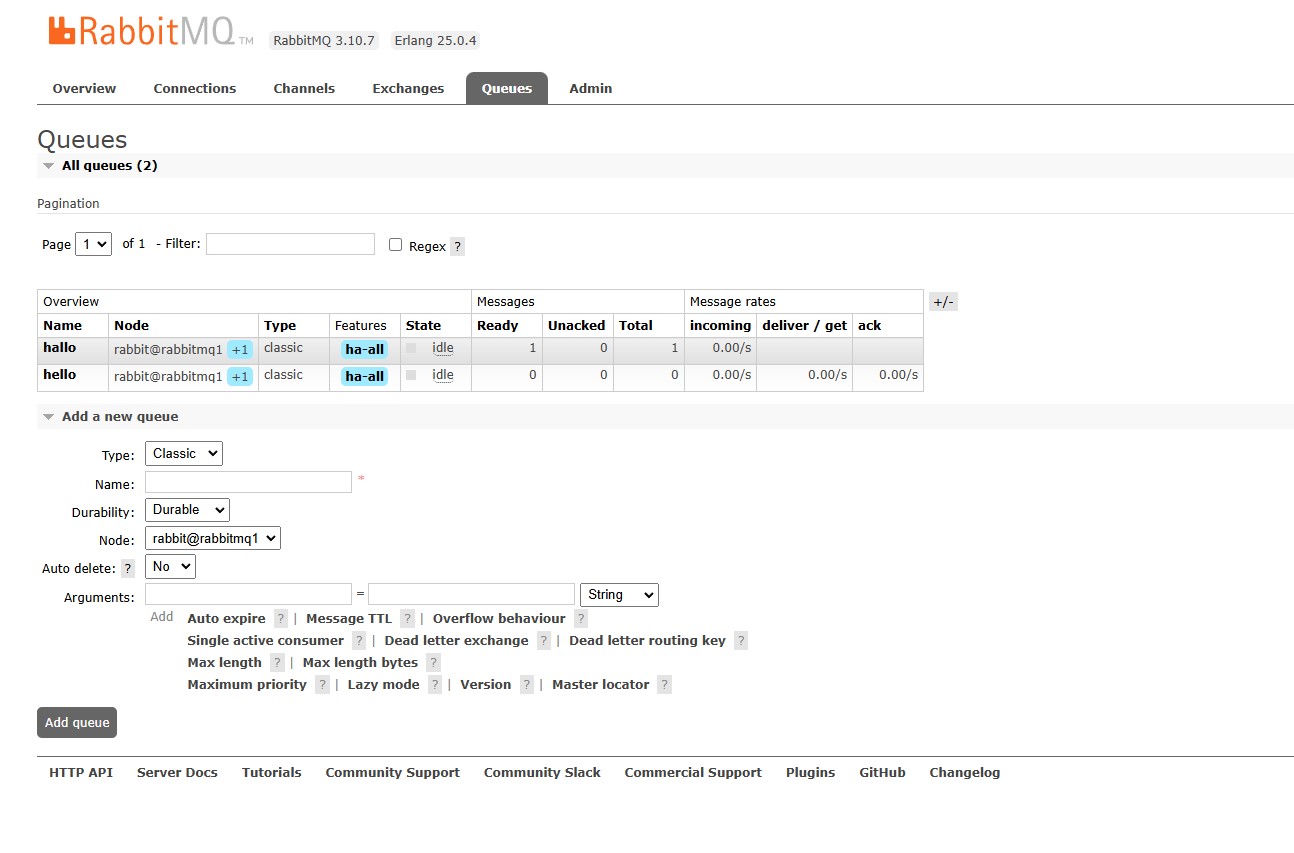 RabbitMQ TM RabbitMQ 3.10.7 Erlang 25.0.4
Overview Connections Channels Exchanges Queues Admin
Queues
All queues (2)
Pagination
Page 1 of 1 - Filter: Regex ?
Overview Messages Message rates +/-
Name Node Type Features State Ready Unacked Total incoming deliver / get ack
hallo rabbit@rabbitmq1 +1 classic ha-all idle 1 0 1 0.00/s
hello rabbit@rabbitmq1 +1 classic ha-all idle 0 0 0 0.00/s 0.00/s 0.00/s
Add a new queue
Type: Classic
Name: *
Durability: Durable
Node: rabbit@rabbitmq1
Auto delete: ? No
Arguments: = String
Add Auto expire ? | Message TTL ? | Overflow behaviour ?
Single active consumer ? | Dead letter exchange ? | Dead letter routing key ?
Max length ? | Max length bytes ?
Maximum priority ? | Lazy mode ? | Version ? | Master locator ?
Add queue
HTTP API Server Docs Tutorials Community Support Community Slack Commercial Support Plugins GitHub Changelog